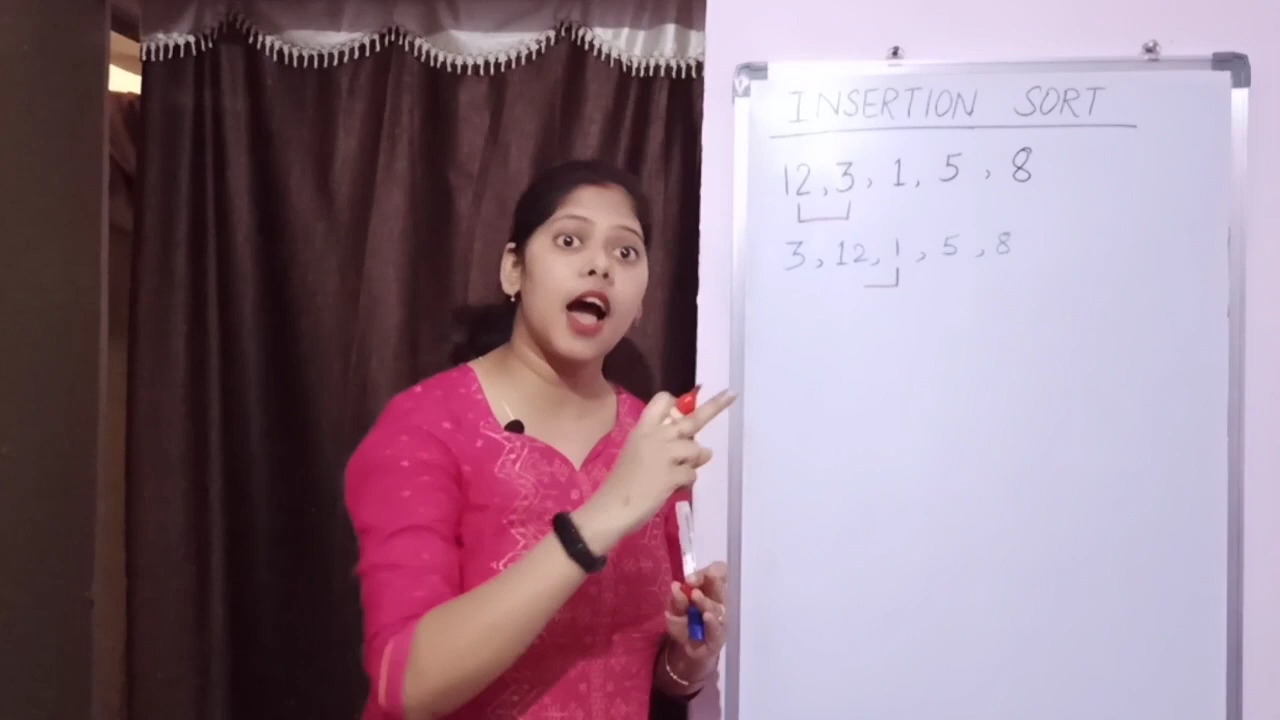 INSERTION SORT
12, 3, 1, 5, 8
3, 12, 1, 5, 8